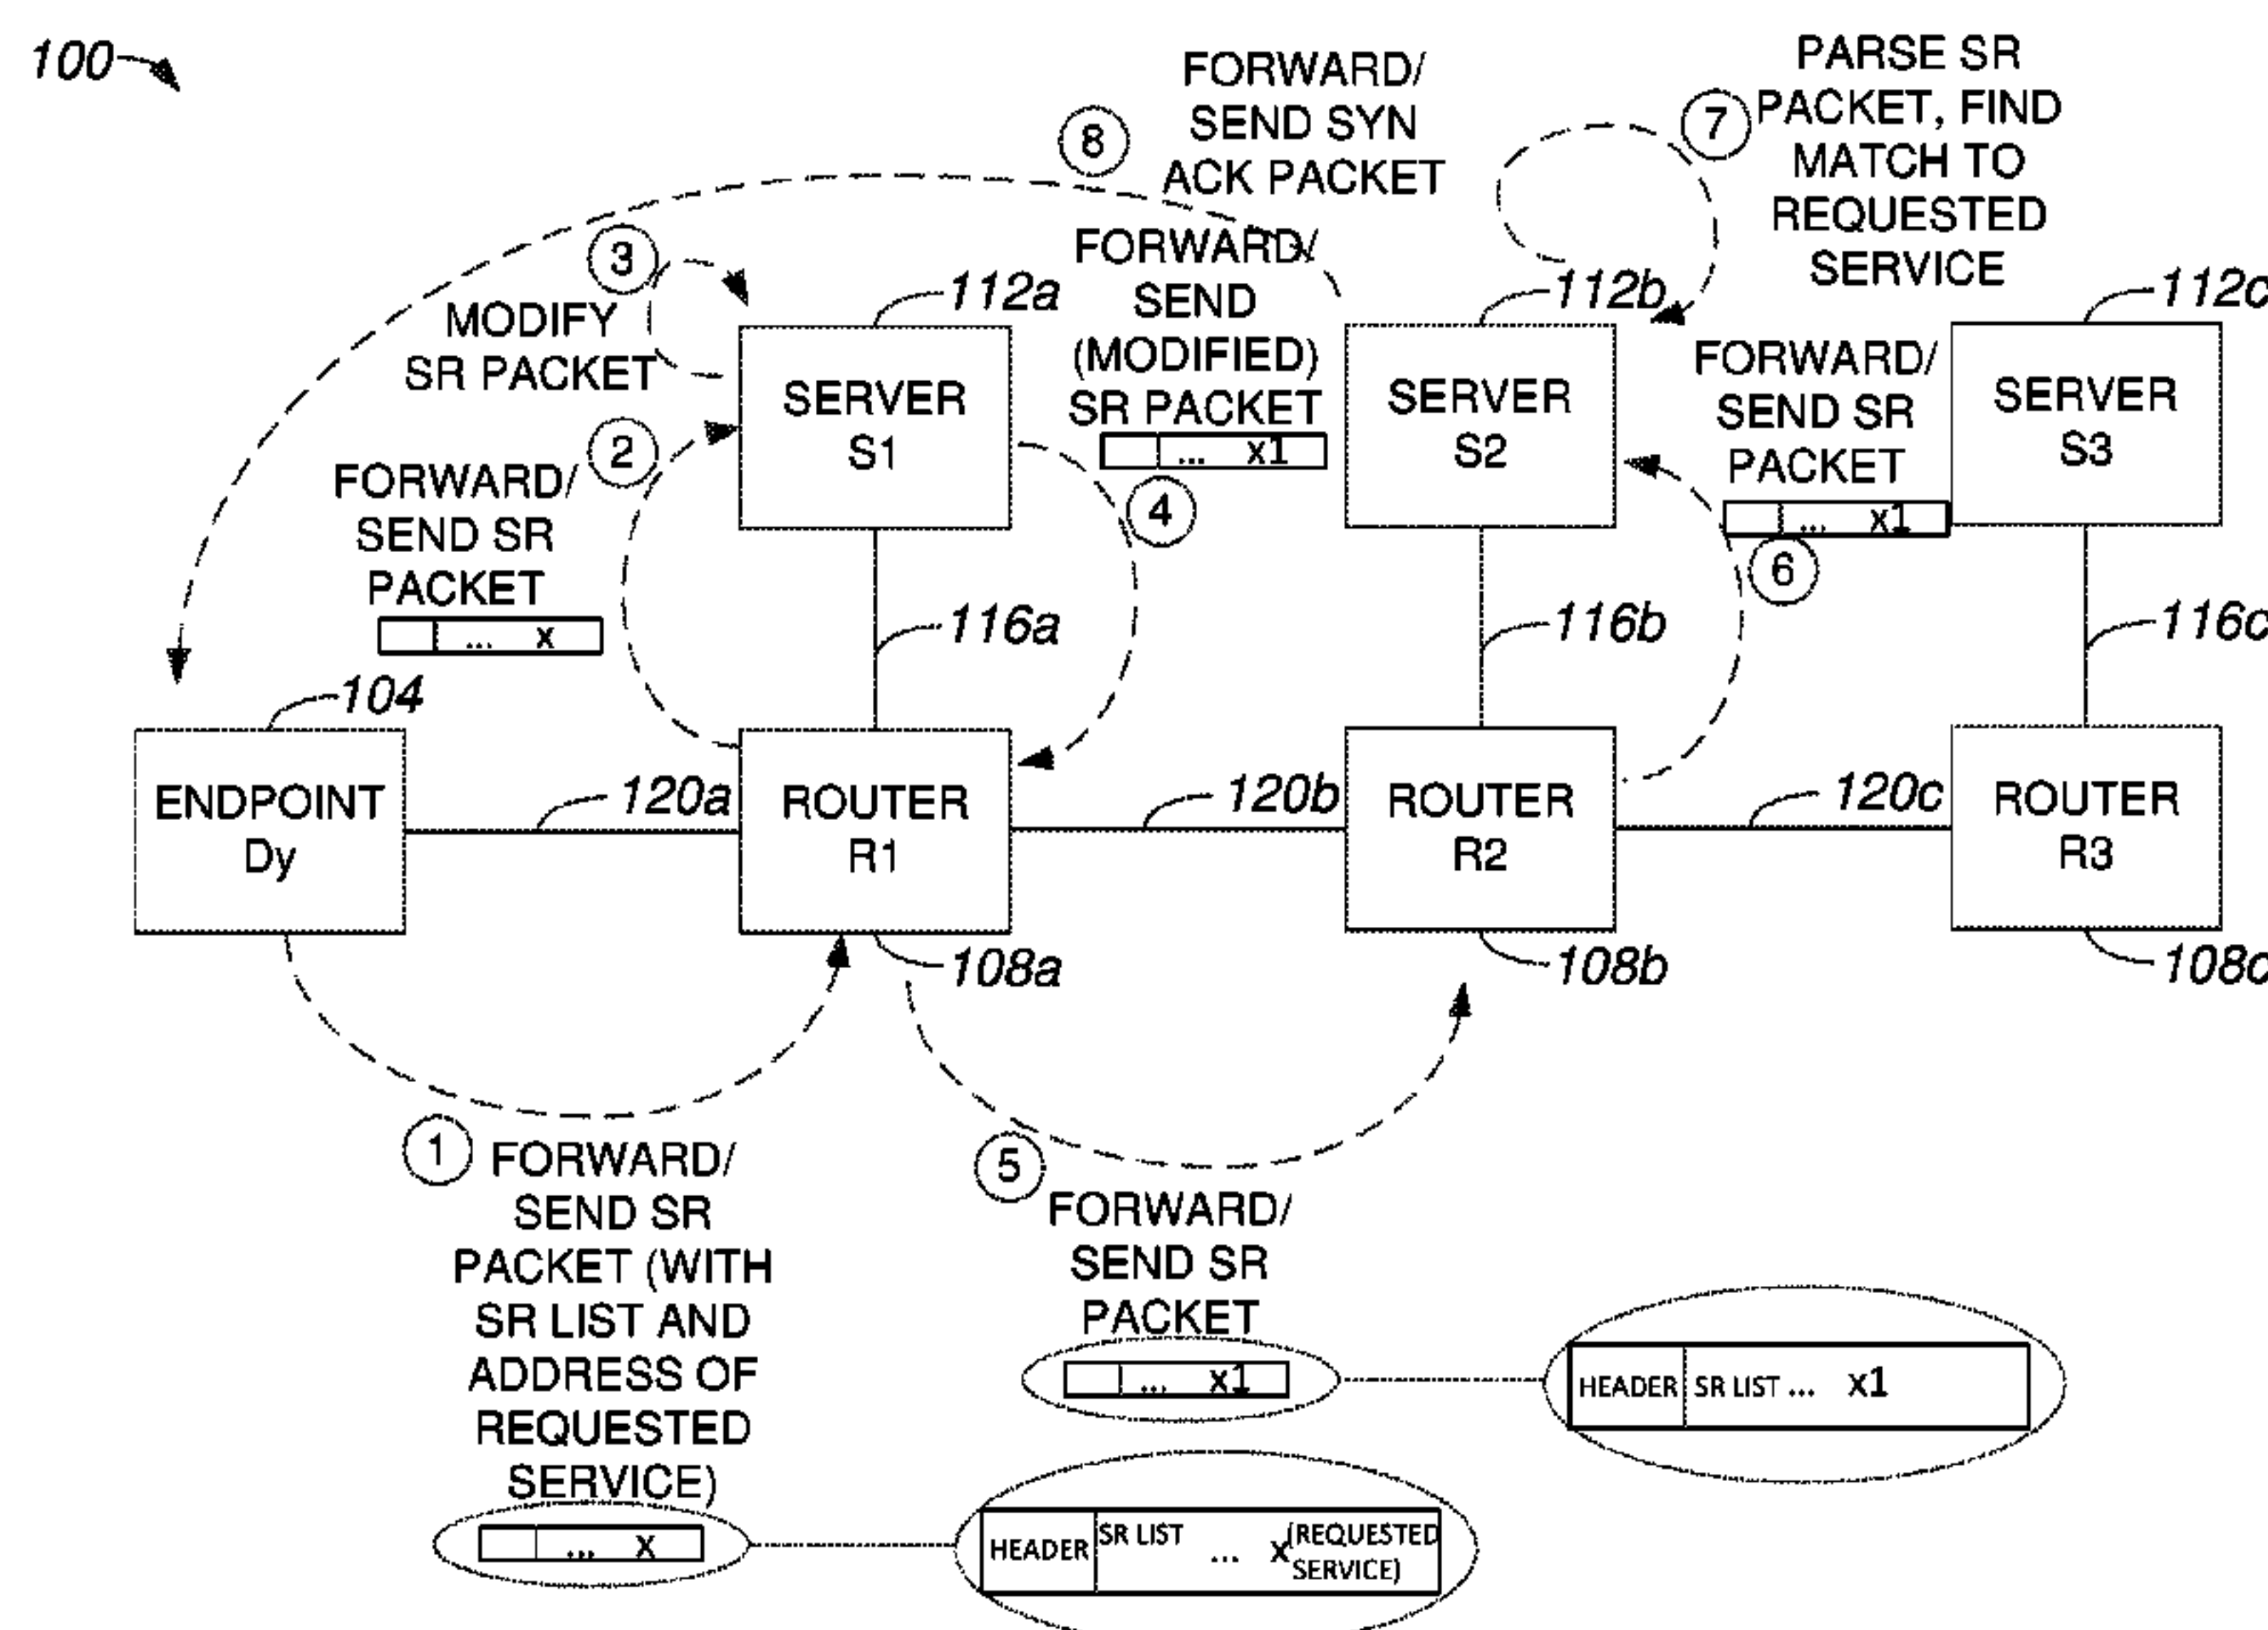 100
FORWARD/
SEND SYN
ACK PACKET
8
7
PARSE SR
PACKET, FIND
MATCH TO
REQUESTED
SERVICE
3
MODIFY
SR PACKET
112a
FORWARD/
SEND
(MODIFIED)
SR PACKET
... x1
4
112b
112c
SERVER
S1
SERVER
S2
FORWARD/
SEND SR
PACKET
... x1
6
SERVER
S3
2
FORWARD/
SEND SR
PACKET
... x
116a
116b
116c
104
ENDPOINT
Dy
120a
ROUTER
R1
120b
ROUTER
R2
120c
ROUTER
R3
108a
108b
108c
1
FORWARD/
SEND SR
PACKET (WITH
SR LIST AND
ADDRESS OF
REQUESTED
SERVICE)
... x
5
FORWARD/
SEND SR
PACKET
... x1
HEADER SR LIST ... x1
HEADER SR LIST ... x (REQUESTED
SERVICE)